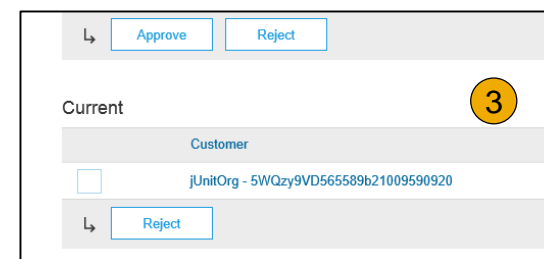 Approve Reject
Current
3
Customer
jUnitOrg - 5WQzy9VD565589b21009590920
Reject